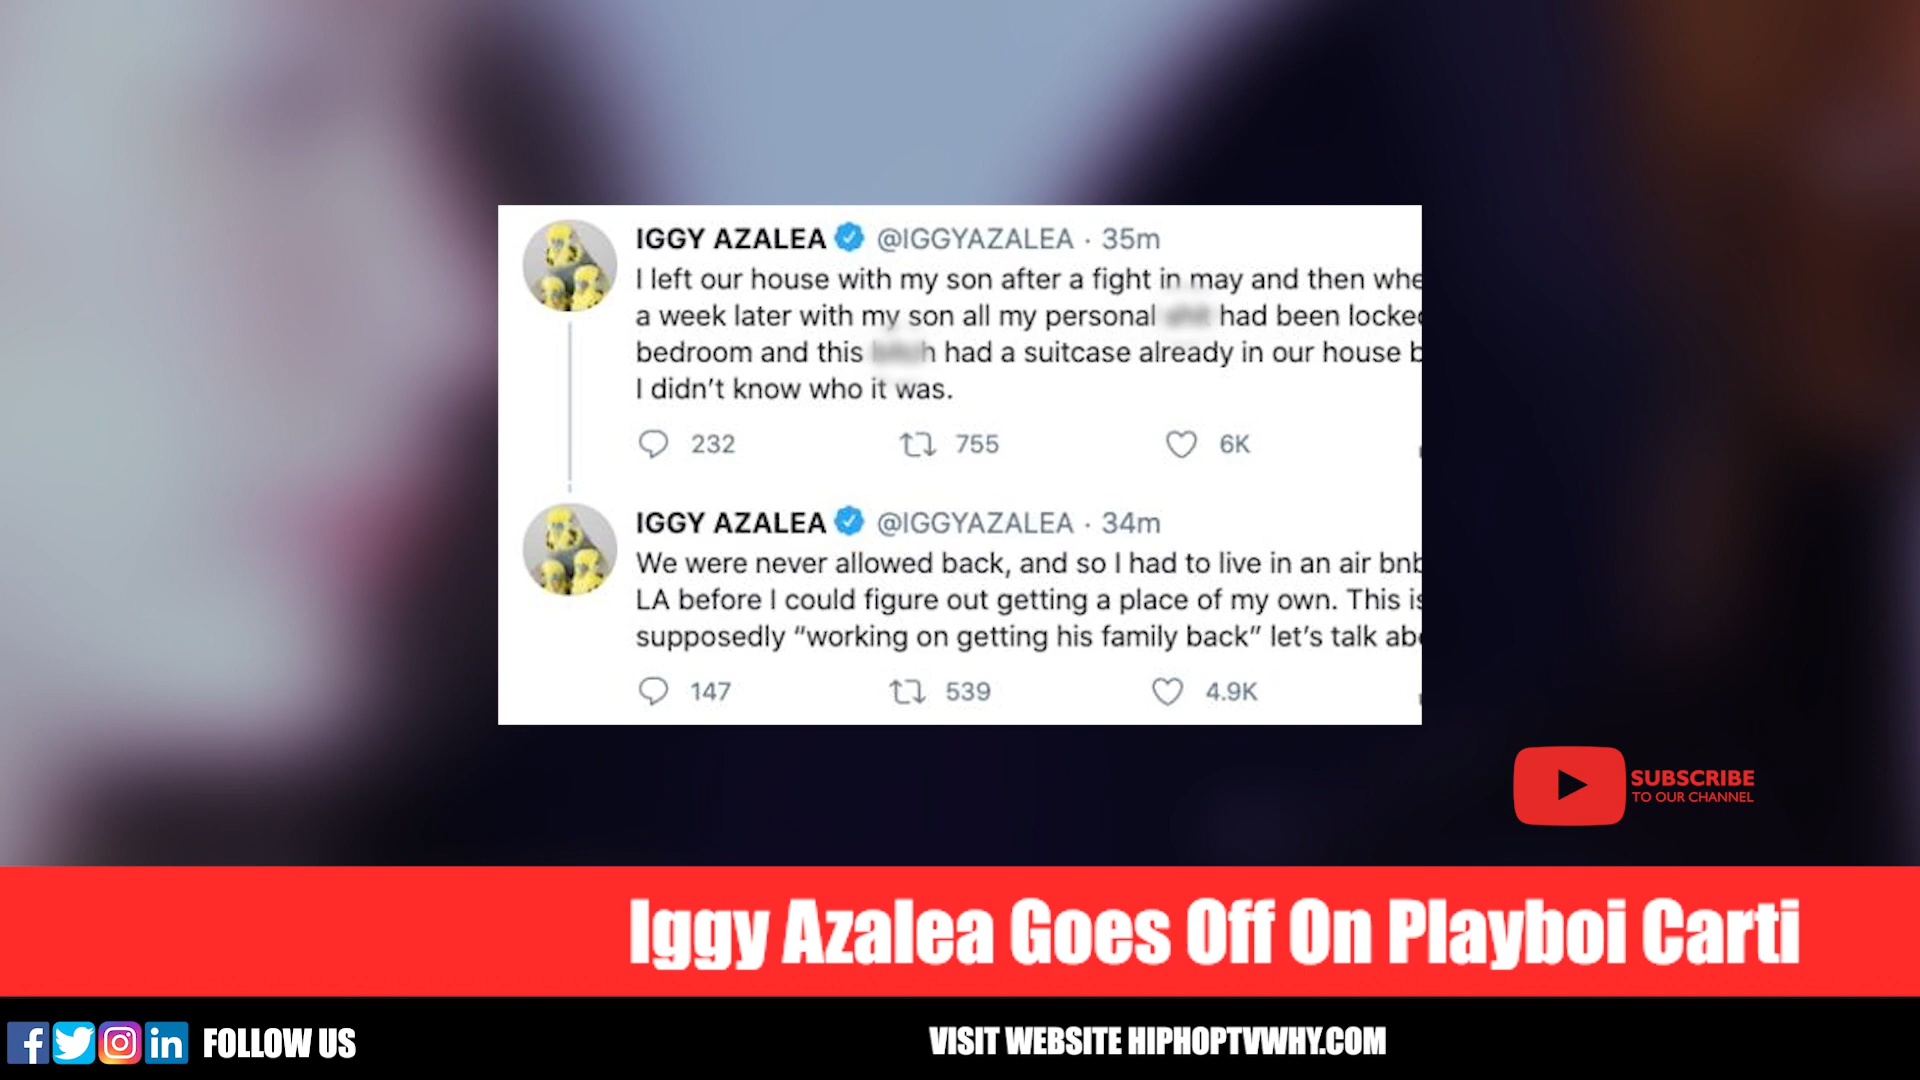 IGGY AZALEA @IGGYAZALEA · 35m
I left our house with my son after a fight in may and then whe
a week later with my son all my personal had been locked
bedroom and this had a suitcase already in our house b
I didn't know who it was.
232 755 6K
IGGY AZALEA @IGGYAZALEA · 34m
We were never allowed back, and so I had to live in an air bnb
LA before I could figure out getting a place of my own. This is
supposedly “working on getting his family back” let's talk abo
147 539 4.9K
SUBSCRIBE
TO OUR CHANNEL
Iggy Azalea Goes Off On Playboi Carti
FOLLOW US
VISIT WEBSITE HIPHOPTVWHY.COM